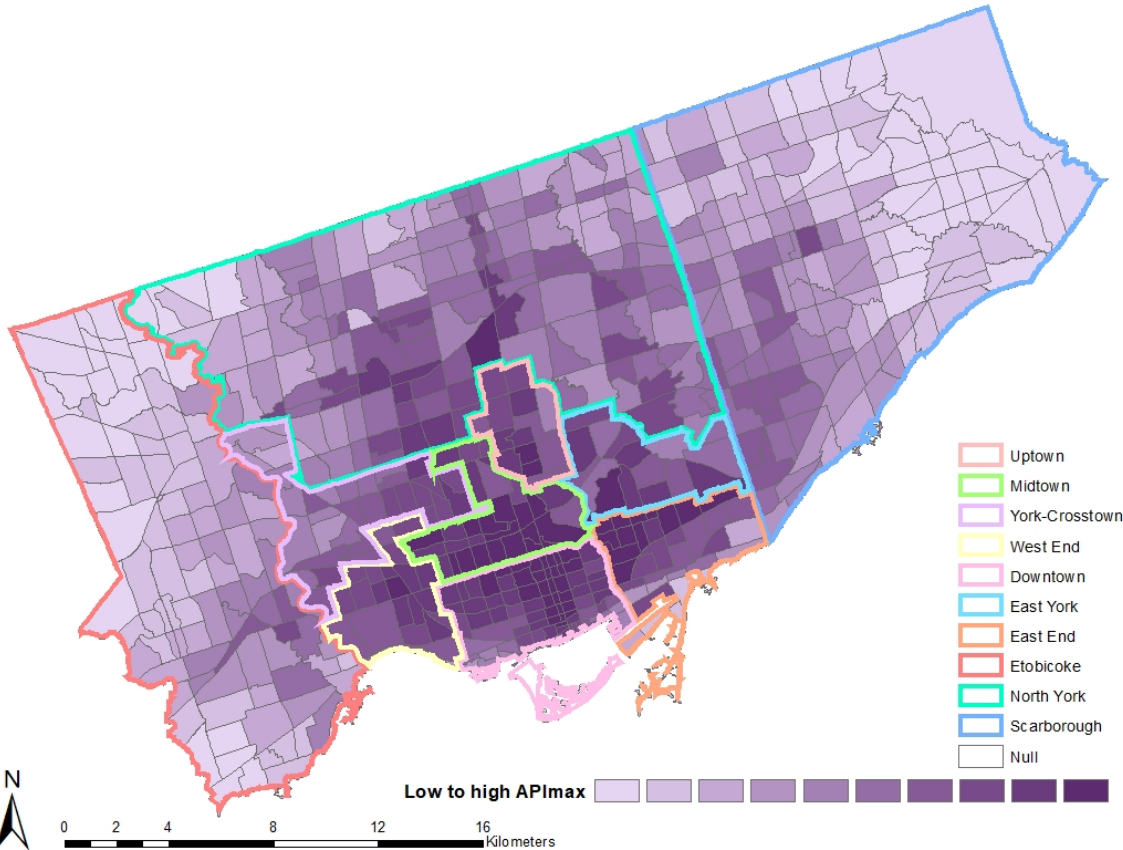 Uptown
Midtown
York-Crosstown
West End
Downtown
East York
East End
Etobicoke
North York
Scarborough
Null
Low to high APImax
N
0 2 4 8 12 16
Kilometers